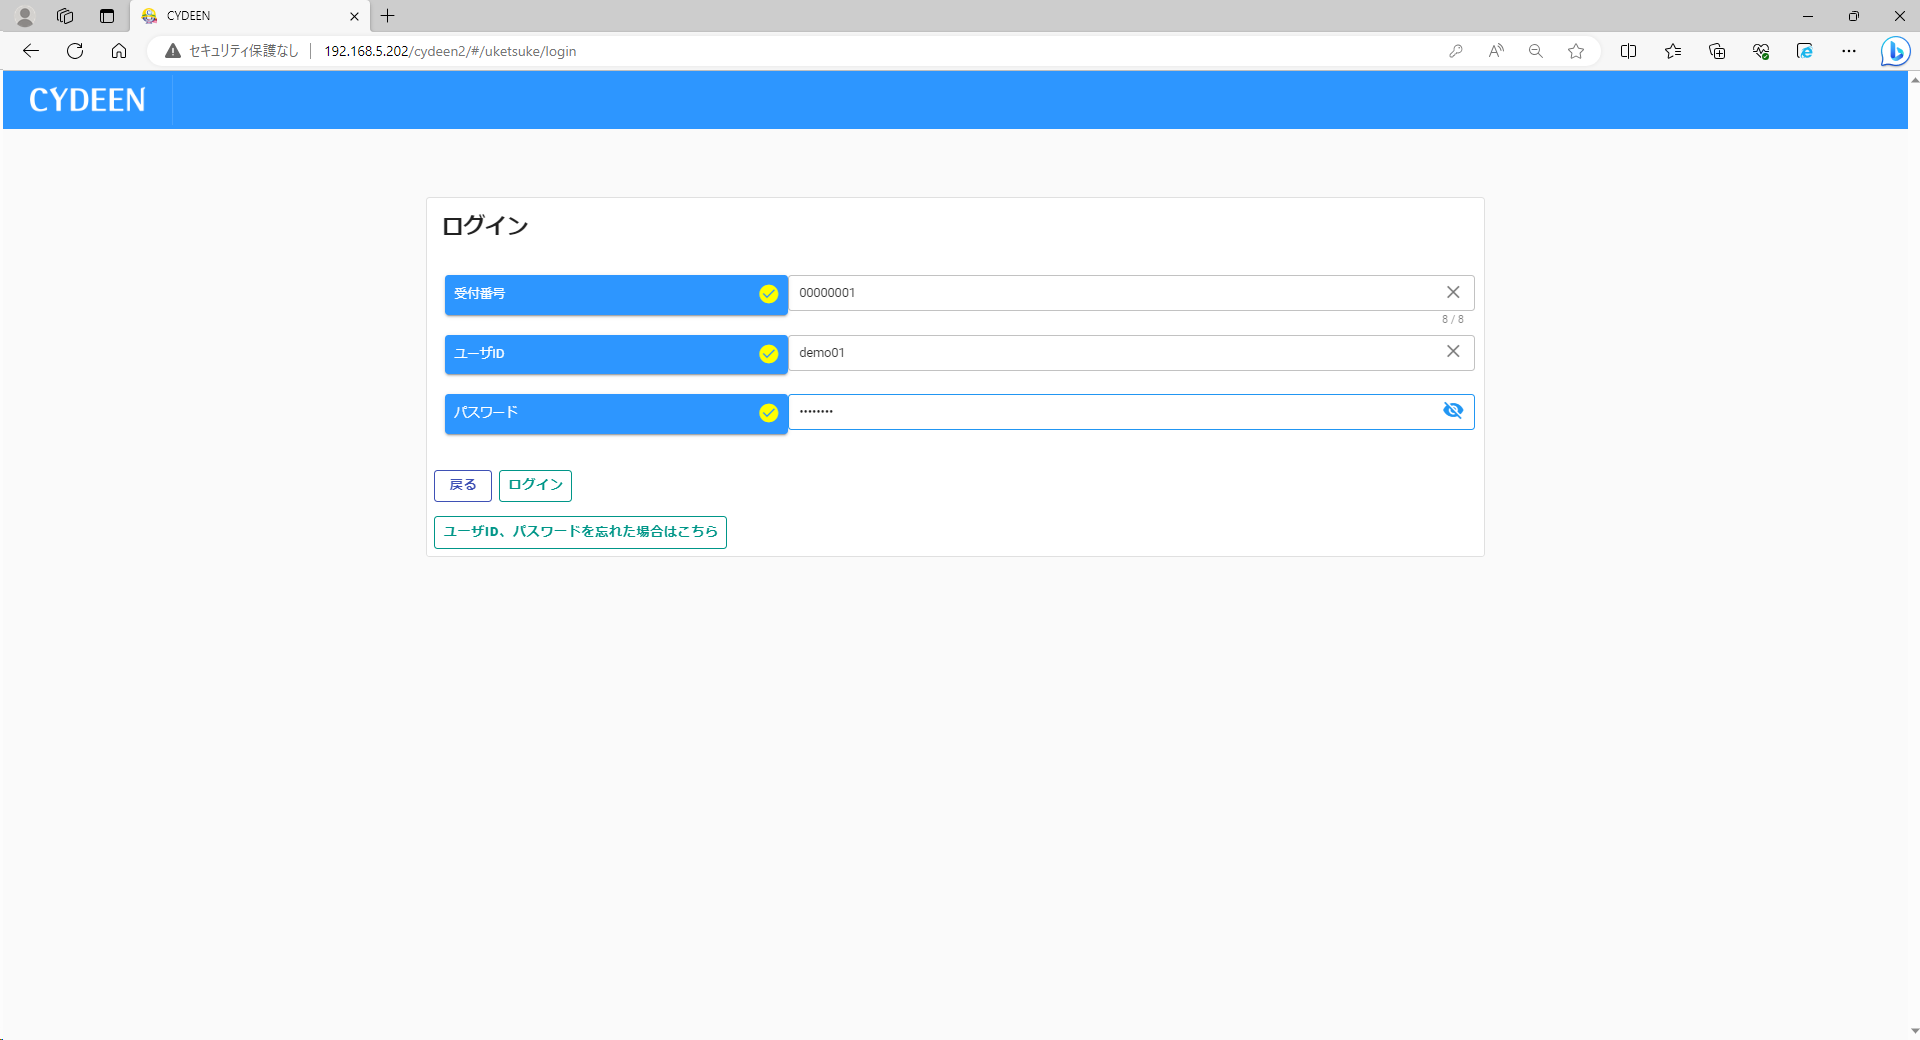 CYDEEN
セキュリティ保護なし
192.168.5.202/cydeen2/#/uketsuke/login
CYDEEN
ログイン
受付番号
00000001
8 / 8
ユーザID
demo01
パスワード
••••••••
戻る
ログイン
ユーザID、パスワードを忘れた場合はこちら